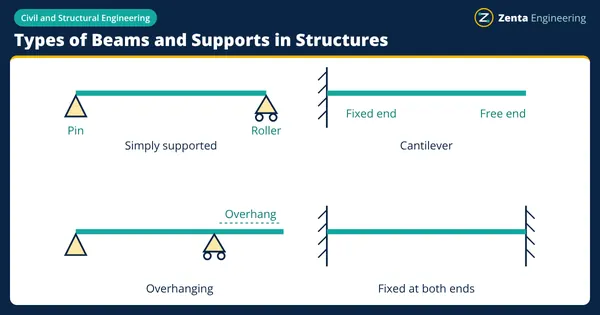 Civil and Structural Engineering
Zenta Engineering
Types of Beams and Supports in Structures
Pin
Roller
Simply supported
Fixed end
Free end
Cantilever
Overhang
Overhanging
Fixed at both ends